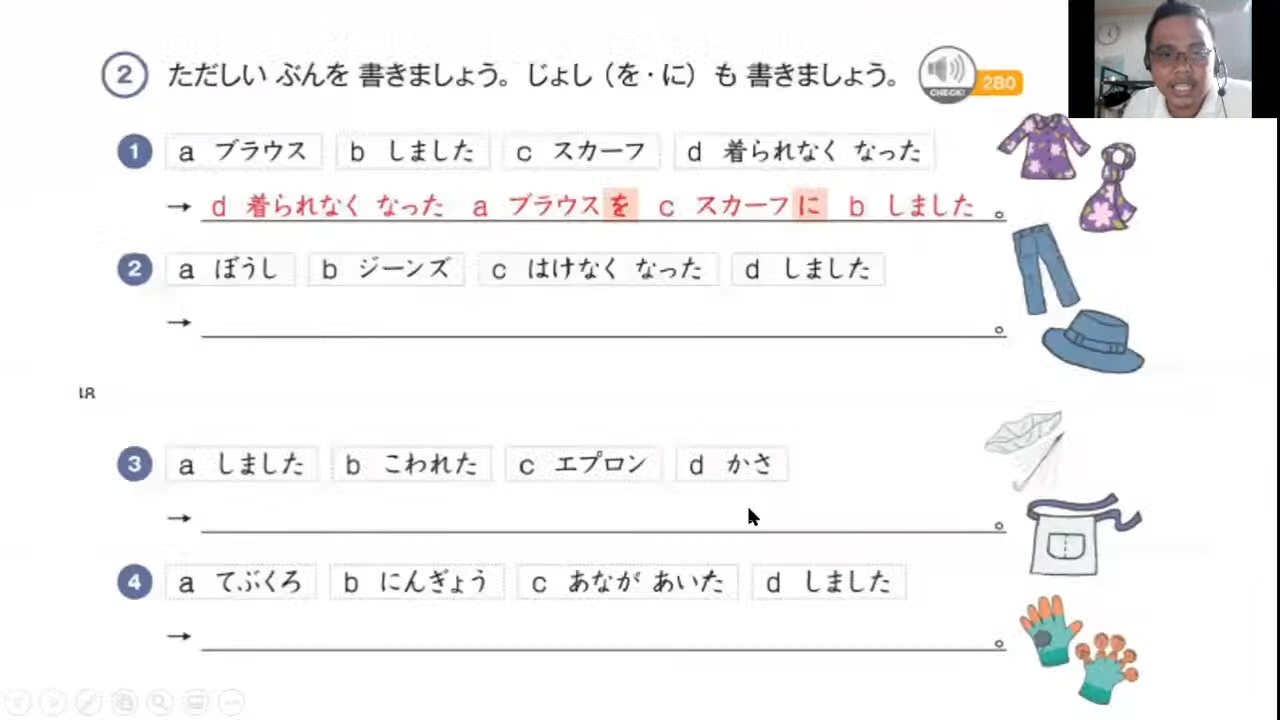 2 ただしい ぶんを 書きましょう。じょし（を・に）も 書きましょう。 CHECK! 280
1 a ブラウス b しました c スカーフ d 着られなく なった
→ d 着られなく なった a ブラウスを c スカーフに b しました。
2 a ぼうし b ジーンズ c はけなく なった d しました
→ 。
18
3 a しました b こわれた c エプロン d かさ
→ 。
4 a てぶくろ b にんぎょう c あなが あいた d しました
→ 。